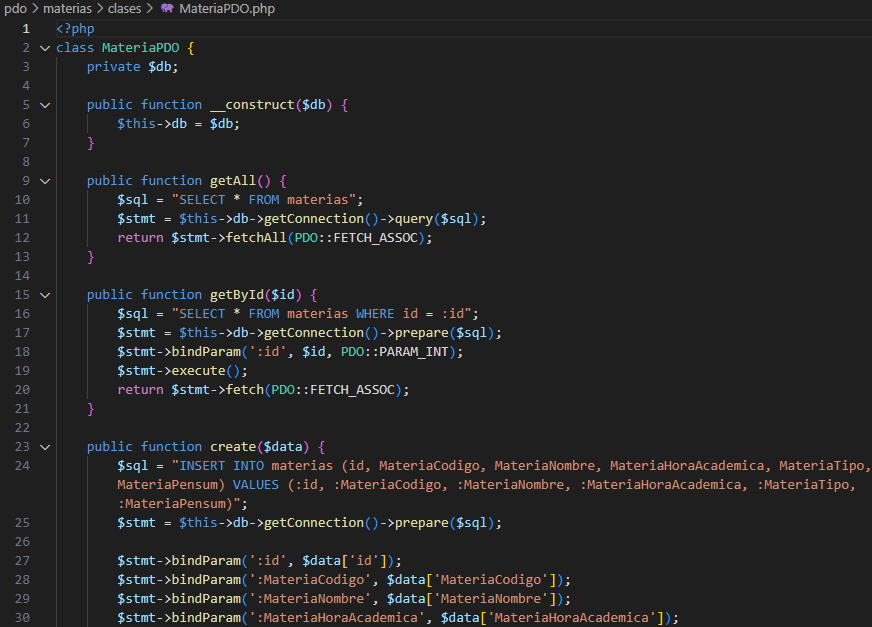 pdo > materias > clases > MateriaPDO.php
1 <?php
2 class MateriaPDO {
3 private $db;
4
5 public function __construct($db) {
6 $this->db = $db;
7 }
8
9 public function getAll() {
10 $sql = "SELECT * FROM materias";
11 $stmt = $this->db->getConnection()->query($sql);
12 return $stmt->fetchAll(PDO::FETCH_ASSOC);
13 }
14
15 public function getById($id) {
16 $sql = "SELECT * FROM materias WHERE id = :id";
17 $stmt = $this->db->getConnection()->prepare($sql);
18 $stmt->bindParam(':id', $id, PDO::PARAM_INT);
19 $stmt->execute();
20 return $stmt->fetch(PDO::FETCH_ASSOC);
21 }
22
23 public function create($data) {
24 $sql = "INSERT INTO materias (id, MateriaCodigo, MateriaNombre, MateriaHoraAcademica, MateriaTipo,
MateriaPensum) VALUES (:id, :MateriaCodigo, :MateriaNombre, :MateriaHoraAcademica, :MateriaTipo,
:MateriaPensum)";
25 $stmt = $this->db->getConnection()->prepare($sql);
26
27 $stmt->bindParam(':id', $data['id']);
28 $stmt->bindParam(':MateriaCodigo', $data['MateriaCodigo']);
29 $stmt->bindParam(':MateriaNombre', $data['MateriaNombre']);
30 $stmt->bindParam(':MateriaHoraAcademica', $data['MateriaHoraAcademica']);